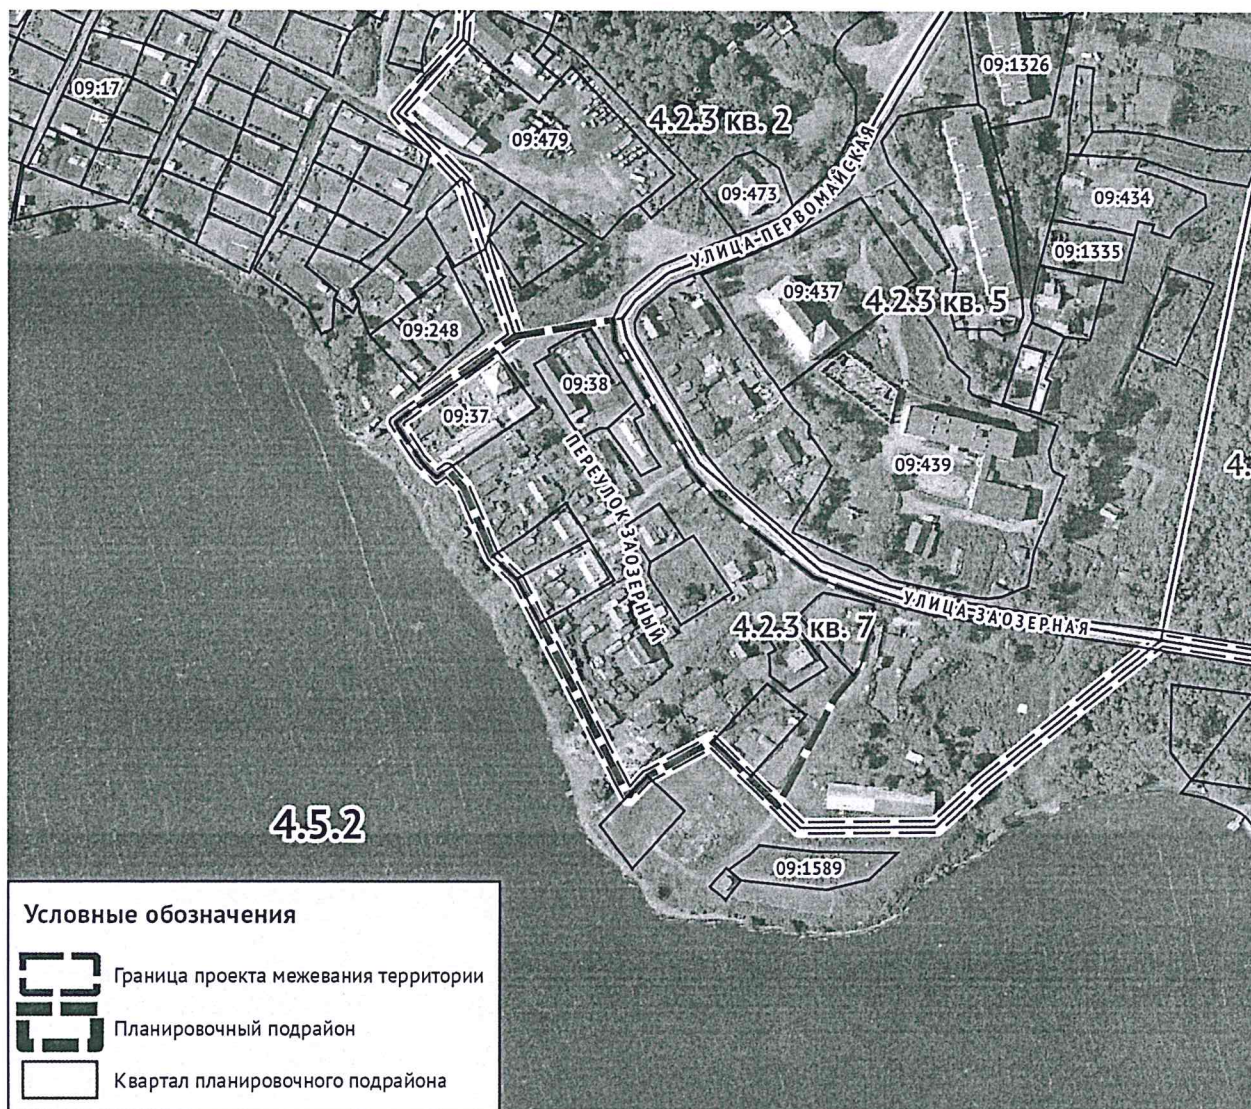 09:1326
09:17
4.2.3 кв. 2
09:479
УЛИЦА ПЕРВОМАЙСКАЯ
09:473
09:434
09:1335
09:437
4.2.3 кв. 5
09:248
09:38
09:37
ПЕРЕУЛОК ЗАОЗЕРНЫЙ
09:439
4.
УЛИЦА ЗАОЗЕРНАЯ
4.2.3 кв. 7
4.5.2
09:1589
Условные обозначения
Граница проекта межевания территории
Планировочный подрайон
Квартал планировочного подрайона